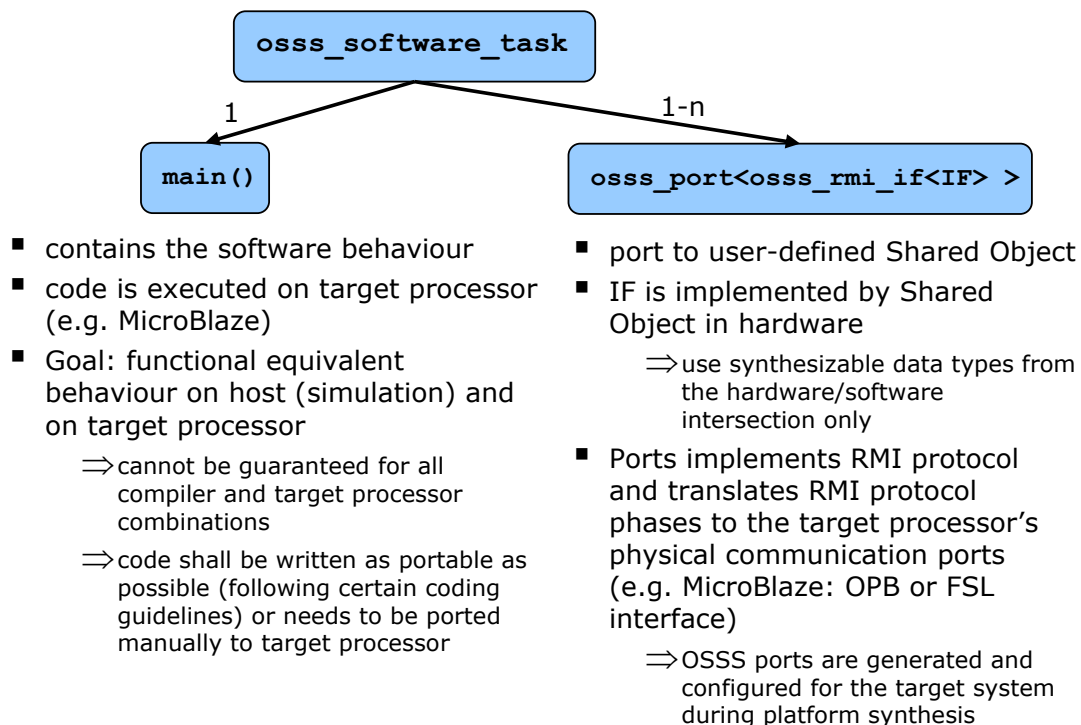 osss_software_task
1
1-n
main()
osss_port<osss_rmi_if<IF> >
▪ contains the software behaviour
▪ code is executed on target processor
(e.g. MicroBlaze)
▪ Goal: functional equivalent
behaviour on host (simulation) and
on target processor
⇒cannot be guaranteed for all
compiler and target processor
combinations
⇒code shall be written as portable as
possible (following certain coding
guidelines) or needs to be ported
manually to target processor
▪ port to user-defined Shared Object
▪ IF is implemented by Shared
Object in hardware
⇒use synthesizable data types from
the hardware/software
intersection only
▪ Ports implements RMI protocol
and translates RMI protocol
phases to the target processor’s
physical communication ports
(e.g. MicroBlaze: OPB or FSL
interface)
⇒OSSS ports are generated and
configured for the target system
during platform synthesis